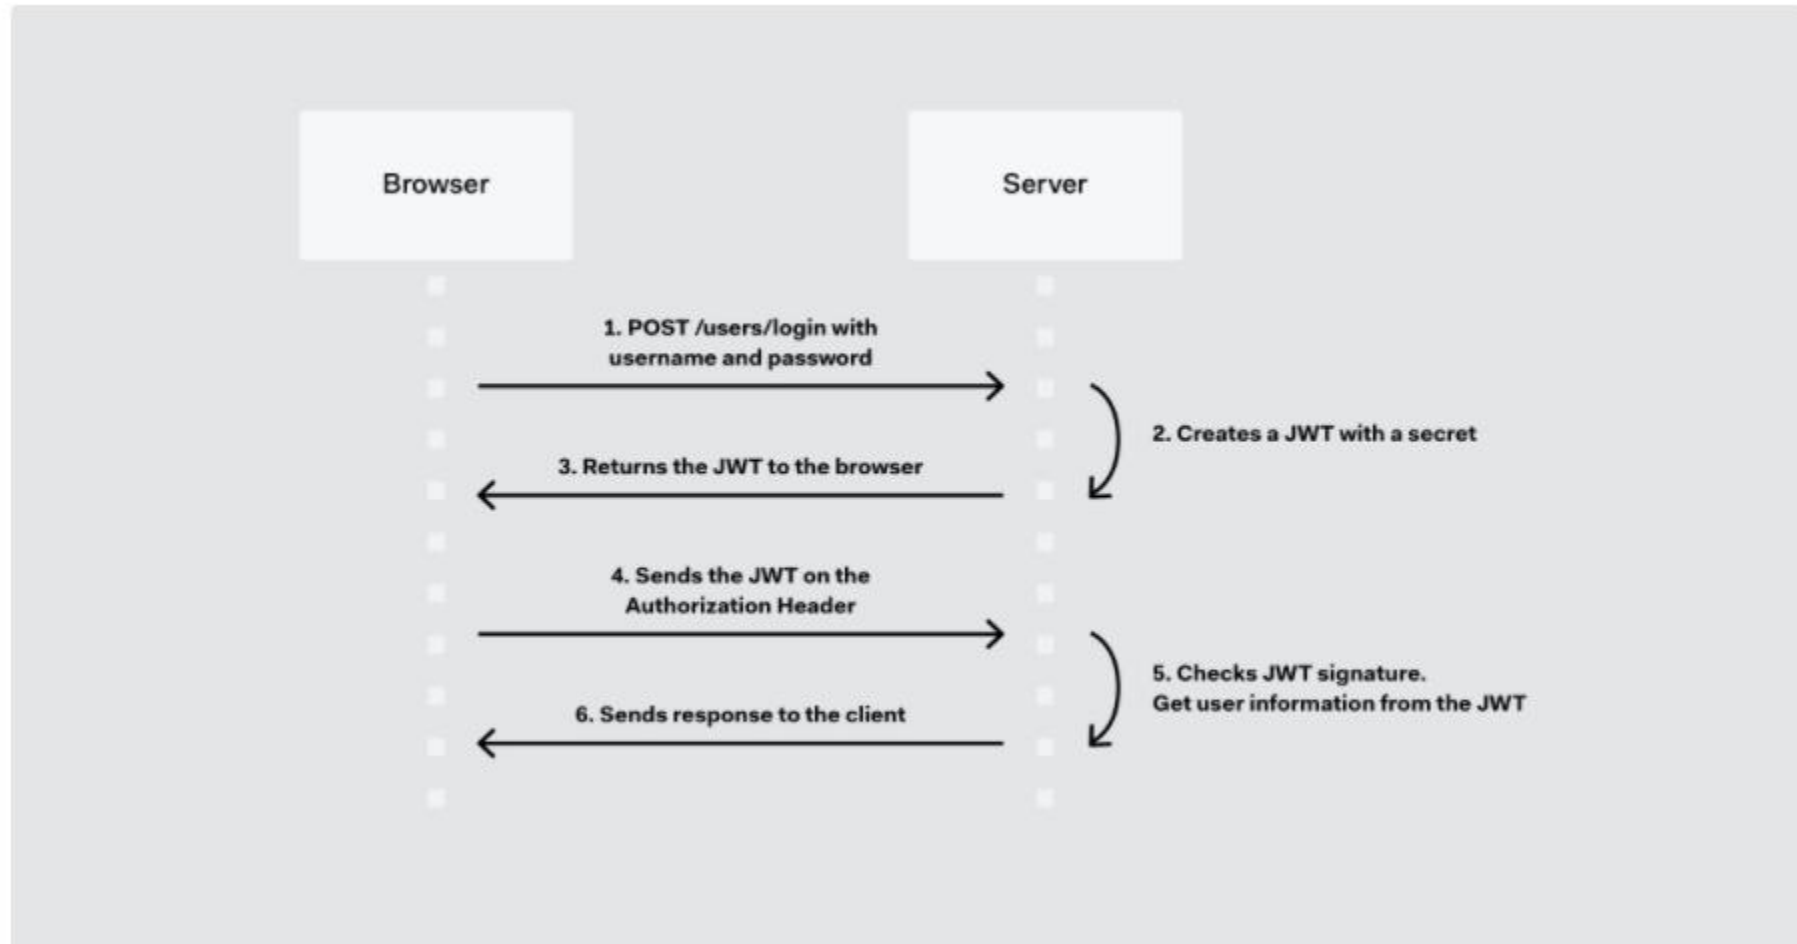 Browser
Server
1. POST /users/login with
username and password
2. Creates a JWT with a secret
3. Returns the JWT to the browser
4. Sends the JWT on the
Authorization Header
5. Checks JWT signature.
Get user information from the JWT
6. Sends response to the client